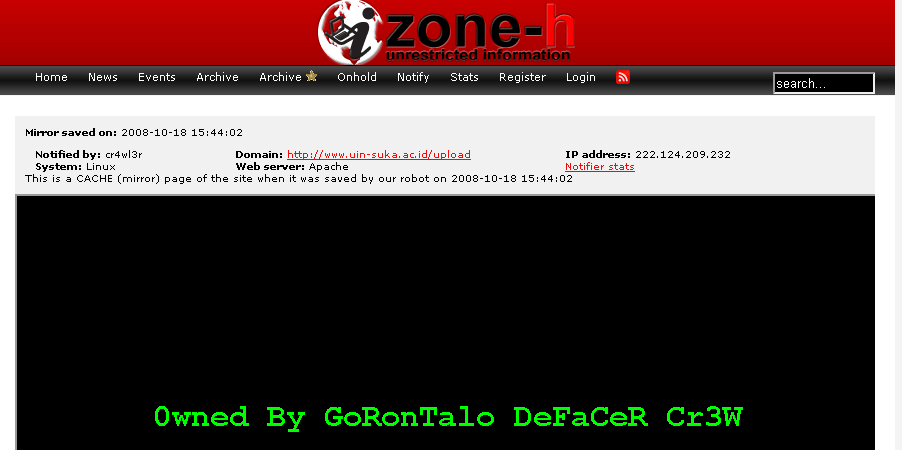 zone-h
unrestricted information
Home News Events Archive Archive Onhold Notify Stats Register Login search...
Mirror saved on: 2008-10-18 15:44:02
Notified by: cr4wl3r Domain: http://www.uin-suka.ac.id/upload IP address: 222.124.209.232
System: Linux Web server: Apache Notifier stats
This is a CACHE (mirror) page of the site when it was saved by our robot on 2008-10-18 15:44:02
0wned By GoRonTalo DeFaCeR Cr3W